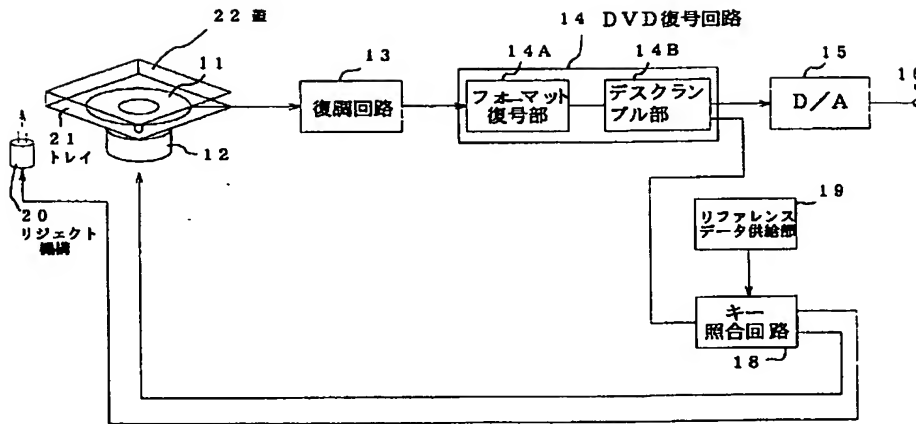 22 蓋
11
13
復調回路
14 DVD復号回路
14A
フォーマット
復号部
14B
デスクラン
ブル部
15
D/A
16
21
トレイ
12
20
リジェクト
機構
19
リファレンス
データ供給部
キー
照合回路
18